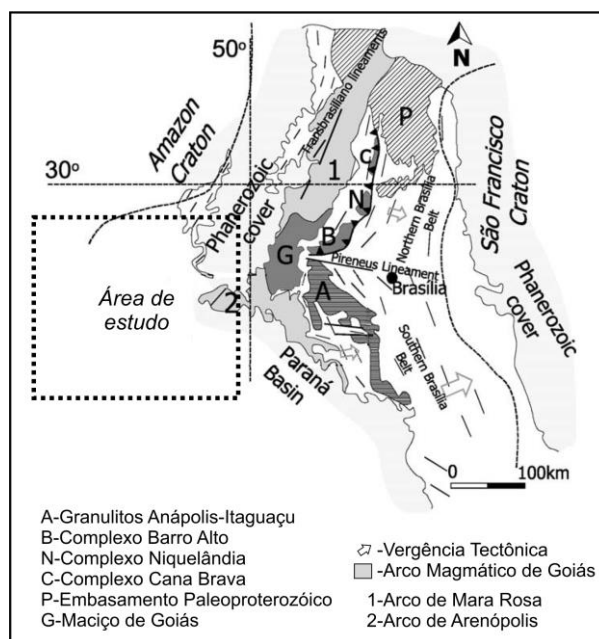 50º
N
Transbrasiliano lineaments
P
Amazon
Craton
C
São Francisco
Craton
30º
1
Phanerozoic
cover
N
Northern Brasília
Belt
B
G
Pireneus Lineament
A
Brasília
Phanerozoic
cover
Área de
estudo
2
Paraná
Basin
Southern Brasília
Belt
0 100km
A-Granulitos Anápolis-Itaguaçu
B-Complexo Barro Alto
N-Complexo Niquelândia
C-Complexo Cana Brava
P-Embasamento Paleoproterozóico
G-Maciço de Goiás
-Vergência Tectônica
-Arco Magmático de Goiás
1-Arco de Mara Rosa
2-Arco de Arenópolis